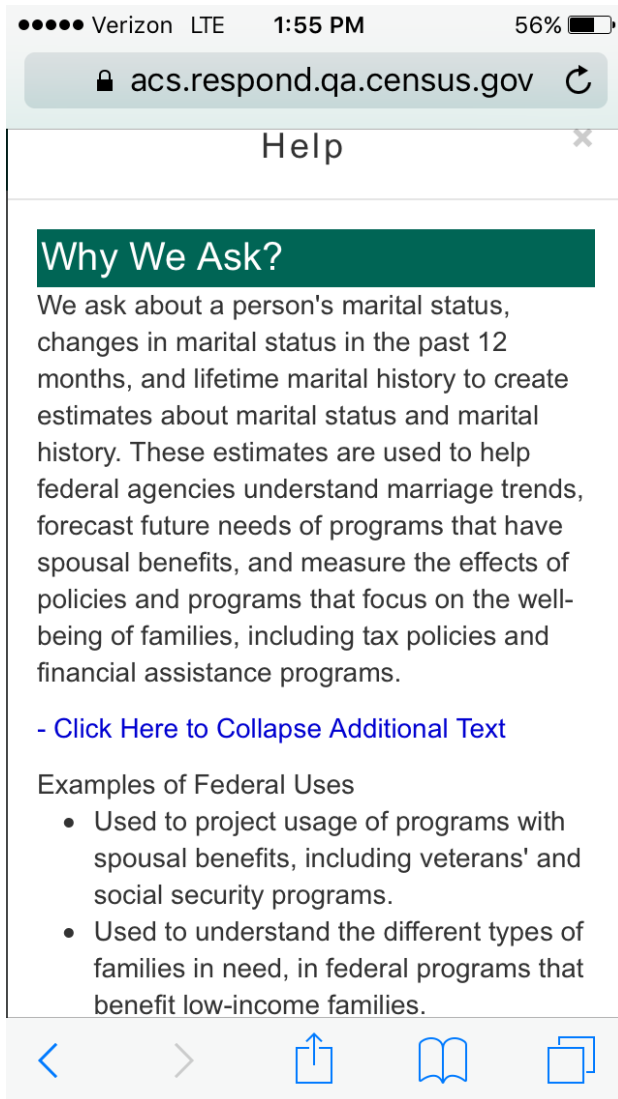 Verizon LTE 1:55 PM 56%
acs.respond.qa.census.gov
Help ×
Why We Ask?
We ask about a person's marital status,
changes in marital status in the past 12
months, and lifetime marital history to create
estimates about marital status and marital
history. These estimates are used to help
federal agencies understand marriage trends,
forecast future needs of programs that have
spousal benefits, and measure the effects of
policies and programs that focus on the well-
being of families, including tax policies and
financial assistance programs.
- Click Here to Collapse Additional Text
Examples of Federal Uses
• Used to project usage of programs with
spousal benefits, including veterans' and
social security programs.
• Used to understand the different types of
families in need, in federal programs that
benefit low-income families.